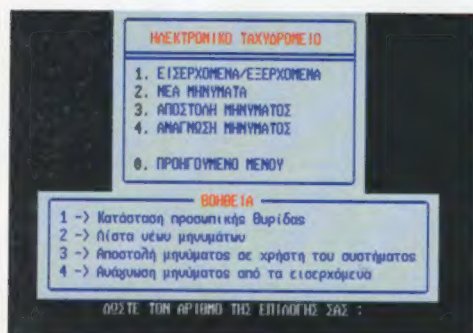 ΗΛΕΚΤΡΟΝΙΚΟ ΤΑΧΥΔΡΟΜΕΙΟ
1. ΕΙΣΕΡΧΟΜΕΝΑ/ΕΞΕΡΧΟΜΕΝΑ
2. ΝΕΑ ΜΗΝΥΜΑΤΑ
3. ΑΠΟΣΤΟΛΗ ΜΗΝΥΜΑΤΟΣ
4. ΑΝΑΓΝΩΣΗ ΜΗΝΥΜΑΤΟΣ
0. ΠΡΟΗΓΟΥΜΕΝΟ ΜΕΝΟΥ
ΒΟΗΘΕΙΑ
1 -> Κατάσταση προσωπικής θυρίδας
2 -> Λίστα νέων μηνυμάτων
3 -> Αποστολή μηνύματος σε χρήστη του συστήματος
4 -> Ανάγνωση μηνύματος από τα εισερχόμενα
ΔΩΣΤΕ ΤΟΝ ΑΡΙΘΜΟ ΤΗΣ ΕΠΙΛΟΓΗΣ ΣΑΣ :